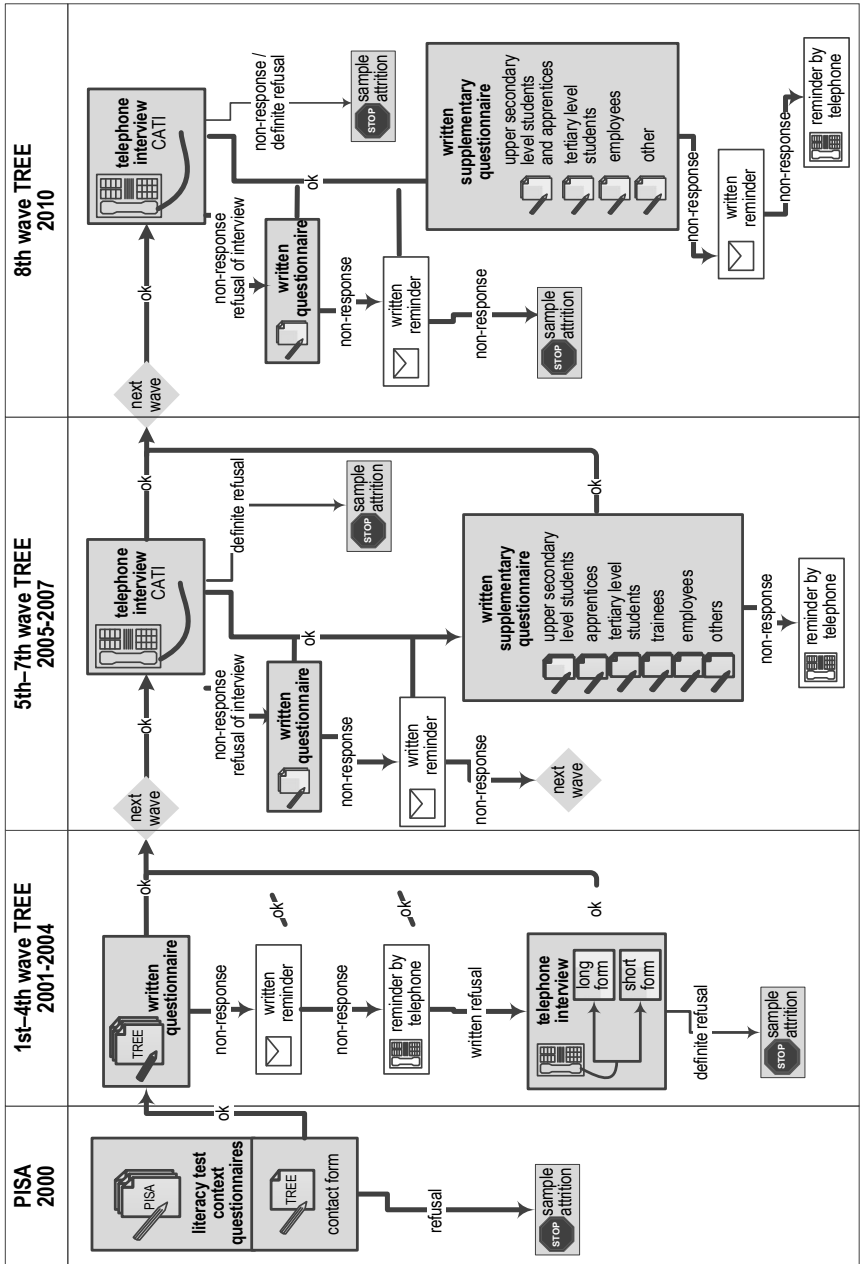 PISA
2000
PISA
literacy test
context
questionnaires
TREE
contact form
ok
refusal
STOP
sample
attrition
1st–4th wave TREE
2001-2004
TREE
written
questionnaire
ok
non-response
written
reminder
ok
non-response
reminder by
telephone
ok
written refusal
telephone
interview
long
form
short
form
ok
definite refusal
STOP
sample
attrition
5th–7th wave TREE
2005-2007
next
wave
ok
telephone
interview
CATI
ok
definite refusal
STOP
sample
attrition
non-response
refusal of interview
written
questionnaire
ok
non-response
written
reminder
non-response
next
wave
written
supplementary
questionnaire
upper secondary
level students
apprentices
tertiary level
students
trainees
employees
others
ok
non-response
reminder by
telephone
8th wave TREE
2010
next
wave
ok
telephone
interview
CATI
non-response /
definite refusal
STOP
sample
attrition
non-response
refusal of interview
written
questionnaire
ok
non-response
written
reminder
non-response
STOP
sample
attrition
written
supplementary
questionnaire
upper secondary
level students
and apprentices
tertiary level
students
employees
other
non-response
written
reminder
non-response
reminder by
telephone